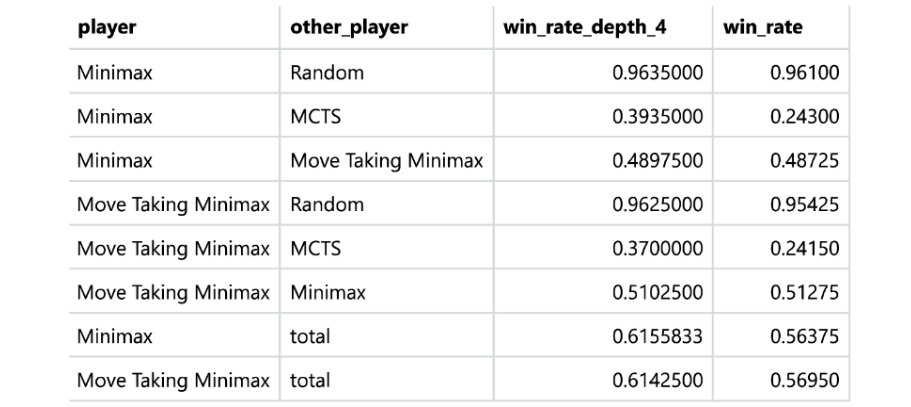 player other_player win_rate_depth_4 win_rate
Minimax Random 0.9635000 0.96100
Minimax MCTS 0.3935000 0.24300
Minimax Move Taking Minimax 0.4897500 0.48725
Move Taking Minimax Random 0.9625000 0.95425
Move Taking Minimax MCTS 0.3700000 0.24150
Move Taking Minimax Minimax 0.5102500 0.51275
Minimax total 0.6155833 0.56375
Move Taking Minimax total 0.6142500 0.56950